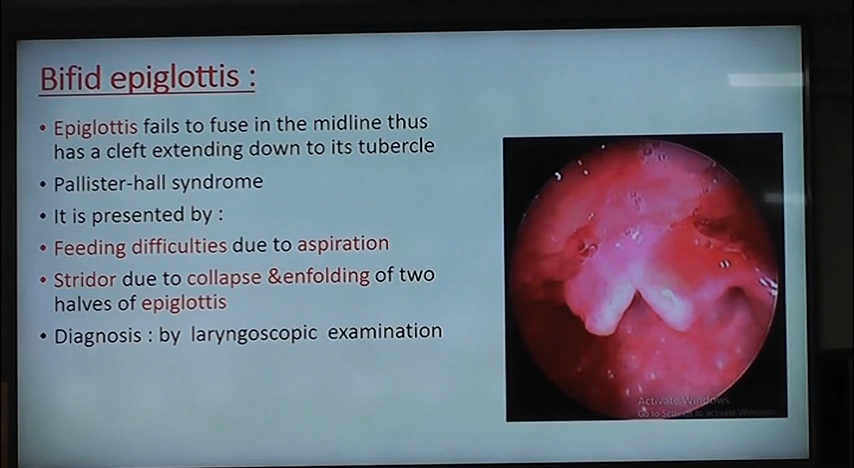 Bifid epiglottis :
• Epiglottis fails to fuse in the midline thus
has a cleft extending down to its tubercle
• Pallister-hall syndrome
• It is presented by :
• Feeding difficulties due to aspiration
• Stridor due to collapse &enfolding of two
halves of epiglottis
• Diagnosis : by laryngoscopic examination
Activate Windows
Go to Settings to activate Windows.